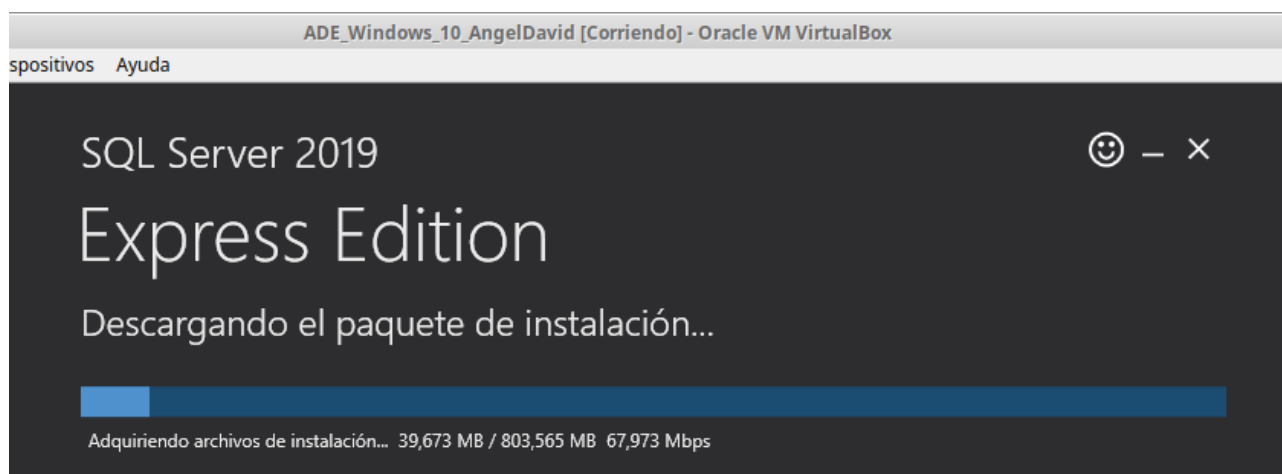 ADE_Windows_10_AngelDavid [Corriendo] - Oracle VM VirtualBox
spositivos Ayuda
SQL Server 2019
Express Edition
Descargando el paquete de instalación...
Adquiriendo archivos de instalación... 39,673 MB / 803,565 MB 67,973 Mbps